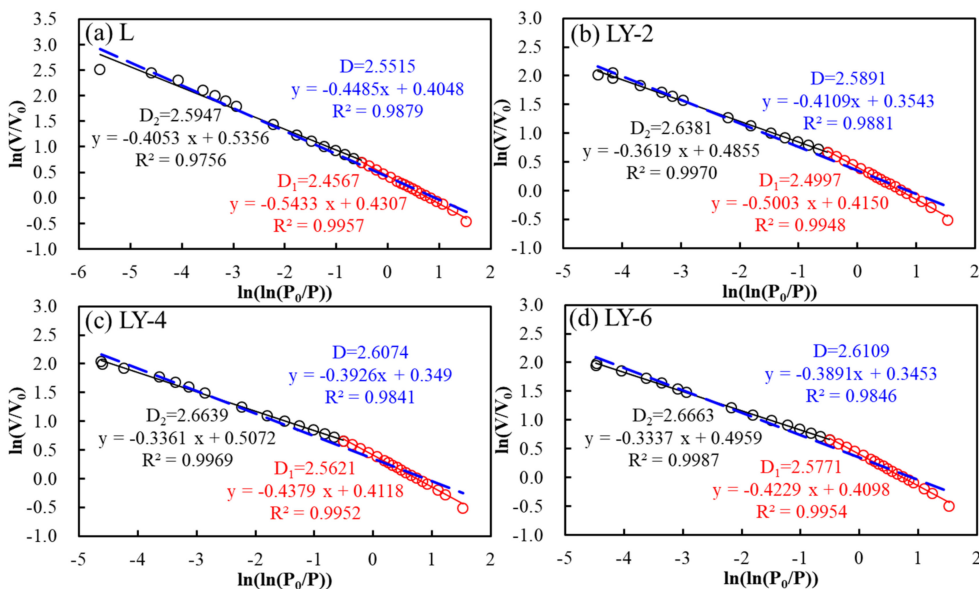 (a) L
D=2.5515
y = -0.4485x + 0.4048
R² = 0.9879
D₂=2.5947
y = -0.4053 x + 0.5356
R² = 0.9756
D₁=2.4567
y = -0.5433 x + 0.4307
R² = 0.9957
3.5
3.0
2.5
2.0
1.5
1.0
0.5
0.0
-0.5
-1.0
ln(V/V₀)
-6 -5 -4 -3 -2 -1 0 1 2
ln(ln(P₀/P))
(b) LY-2
D=2.5891
y = -0.4109x + 0.3543
R² = 0.9881
D₂=2.6381
y = -0.3619 x + 0.4855
R² = 0.9970
D₁=2.4997
y = -0.5003 x + 0.4150
R² = 0.9948
3.0
2.5
2.0
1.5
1.0
0.5
0.0
-0.5
-1.0
ln(V/V₀)
-5 -4 -3 -2 -1 0 1 2
ln(ln(P₀/P))
(c) LY-4
D=2.6074
y = -0.3926x + 0.349
R² = 0.9841
D₂=2.6639
y = -0.3361 x + 0.5072
R² = 0.9969
D₁=2.5621
y = -0.4379 x + 0.4118
R² = 0.9952
3.0
2.5
2.0
1.5
1.0
0.5
0.0
-0.5
-1.0
ln(V/V₀)
-5 -4 -3 -2 -1 0 1 2
ln(ln(P₀/P))
(d) LY-6
D=2.6109
y = -0.3891x + 0.3453
R² = 0.9846
D₂=2.6663
y = -0.3337 x + 0.4959
R² = 0.9987
D₁=2.5771
y = -0.4229 x + 0.4098
R² = 0.9954
3.0
2.5
2.0
1.5
1.0
0.5
0.0
-0.5
-1.0
ln(V/V₀)
-5 -4 -3 -2 -1 0 1 2
ln(ln(P₀/P))